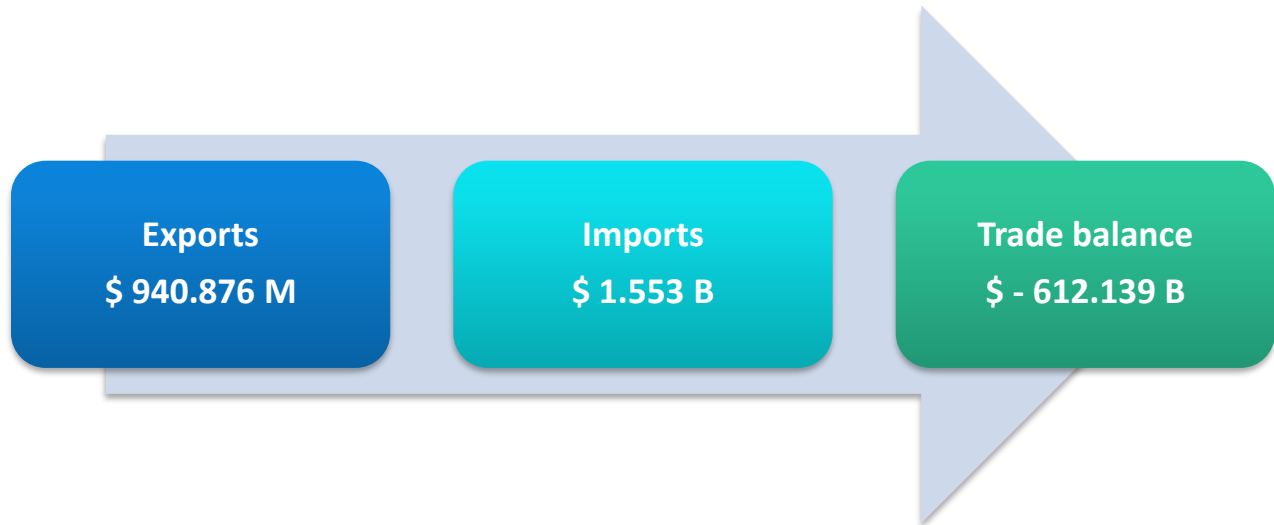 Exports
$ 940.876 M
Imports
$ 1.553 B
Trade balance
$ - 612.139 B